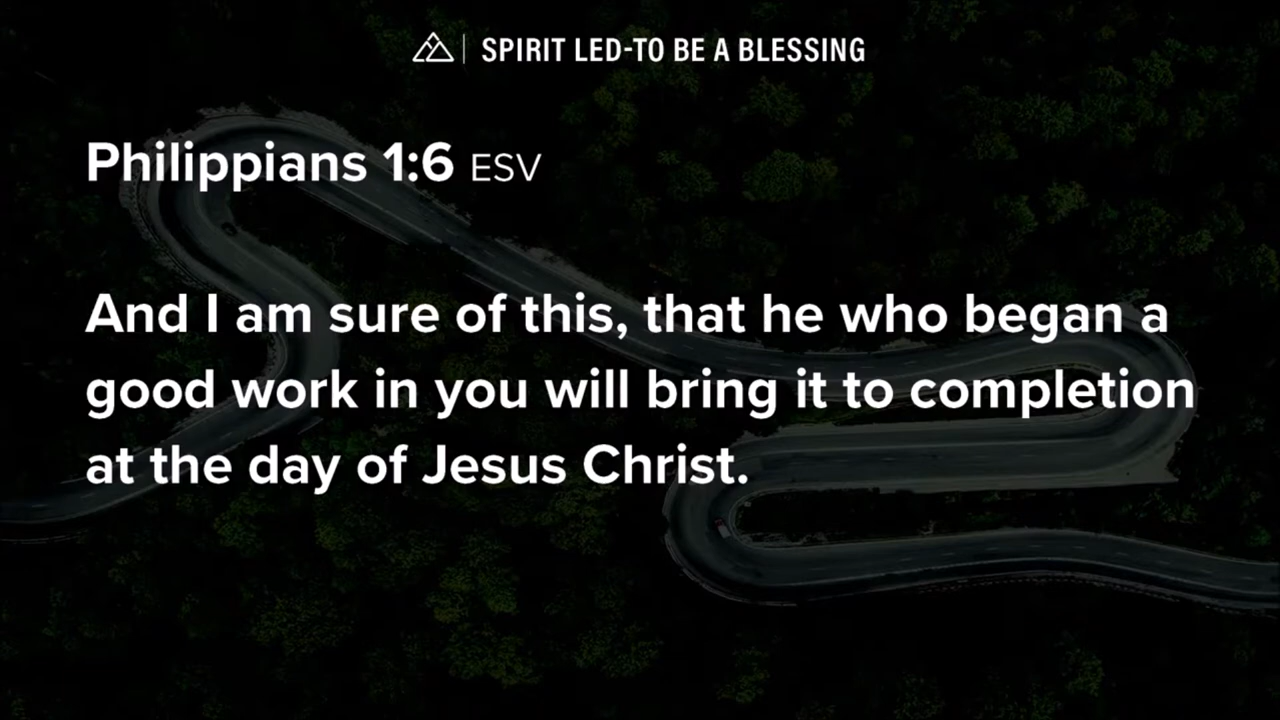 SPIRIT LED-TO BE A BLESSING
Philippians 1:6 ESV
And I am sure of this, that he who began a
good work in you will bring it to completion
at the day of Jesus Christ.